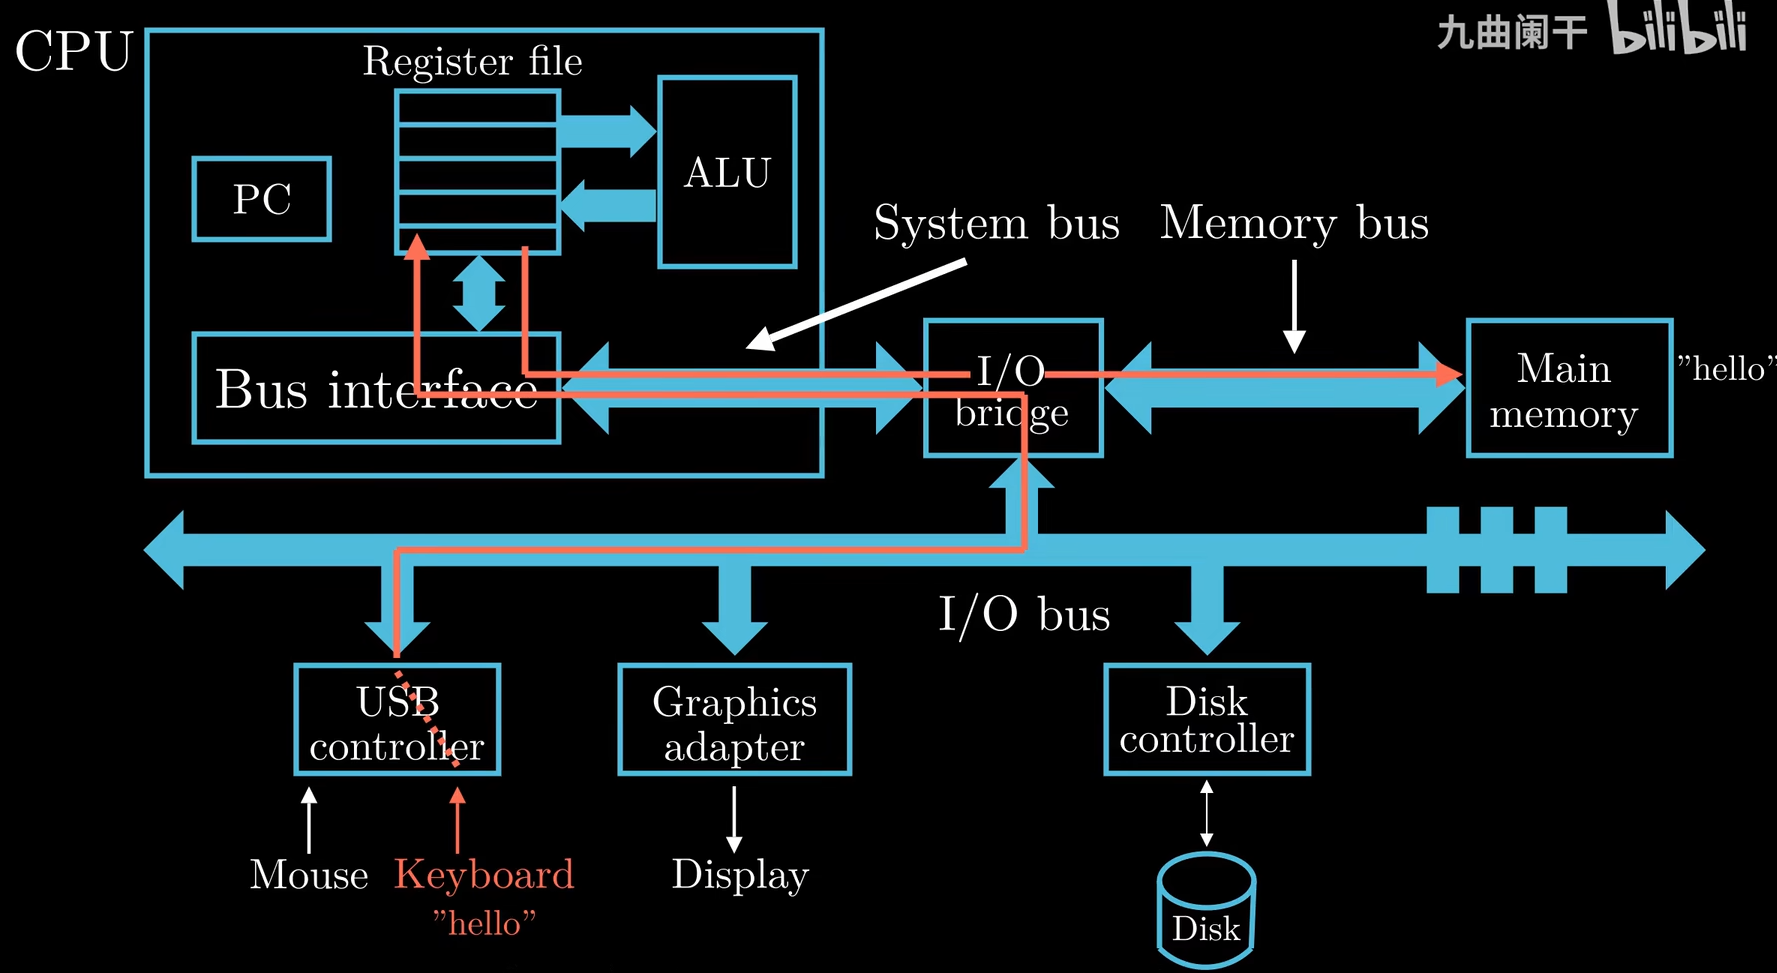 CPU
九曲阑干 bilibili
Register file
PC
ALU
System bus
Memory bus
Bus interface
I/O
bridge
Main
memory
"hello"
I/O bus
USB
controller
Graphics
adapter
Disk
controller
Mouse
Keyboard
"hello"
Display
Disk